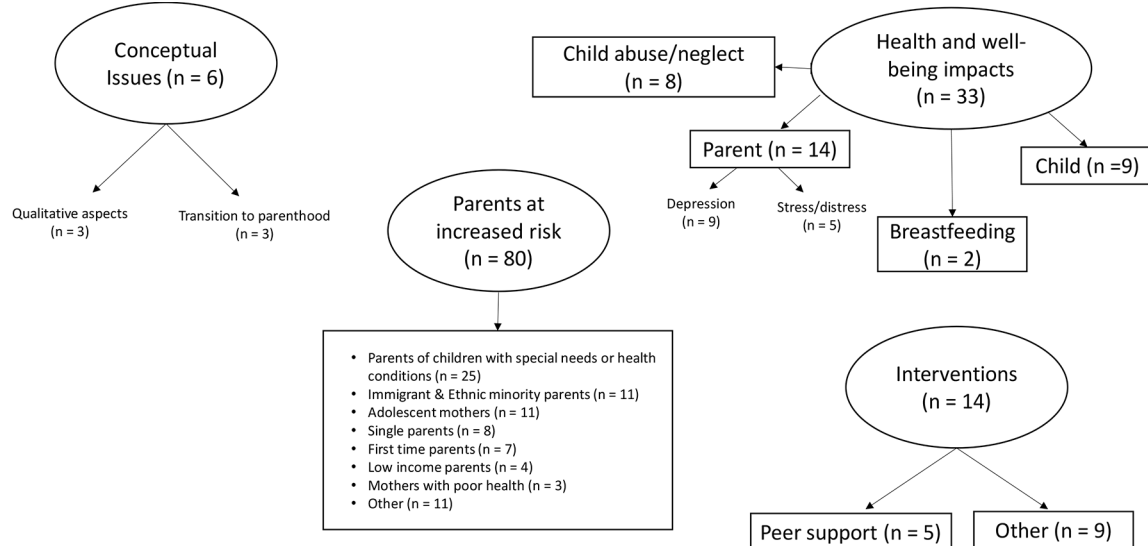 Conceptual
Issues (n = 6)
Qualitative aspects
(n = 3)
Transition to parenthood
(n = 3)
Parents at
increased risk
(n = 80)
• Parents of children with special needs or health
conditions (n = 25)
• Immigrant & Ethnic minority parents (n = 11)
• Adolescent mothers (n = 11)
• Single parents (n = 8)
• First time parents (n = 7)
• Low income parents (n = 4)
• Mothers with poor health (n = 3)
• Other (n = 11)
Health and well-
being impacts
(n = 33)
Child abuse/neglect
(n = 8)
Parent (n = 14)
Depression
(n = 9)
Stress/distress
(n = 5)
Breastfeeding
(n = 2)
Child (n =9)
Interventions
(n = 14)
Peer support (n = 5)
Other (n = 9)